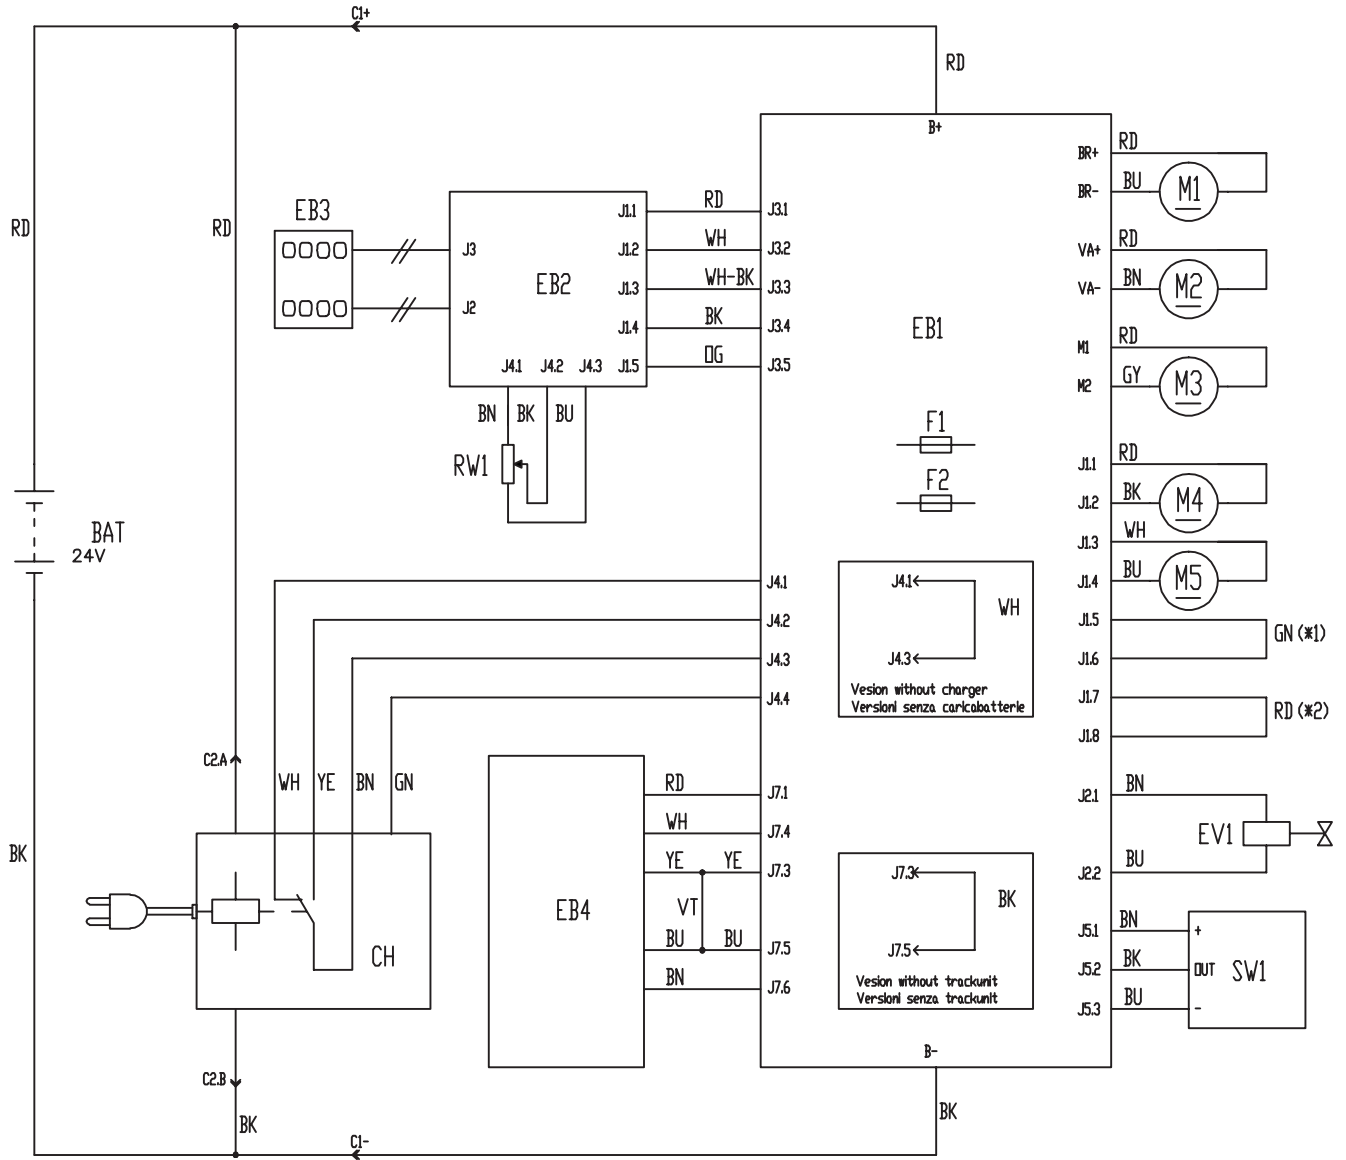 C1+
RD
B+
BR+ RD
BR- BU M1
EB3
J1.1 RD J3.1
RD
RD
J3
J1.2 WH J3.2
VA+ RD
EB2
J1.3 WH-BK J3.3
VA- BN M2
J2
J1.4 BK J3.4
EB1
M1 RD
J4.1 J4.2 J4.3 J1.5 OG J3.5
M2 GY M3
BN BK BU
F1
RW1
J1.1 RD
F2
J1.2 BK M4
BAT
24V
J1.3 WH
J4.1
J4.1
J1.4 BU M5
WH
J4.2
J1.5
GN (*1)
J4.3
J4.3
J1.6
Vesion without charger
Versioni senza caricabatterie
J4.4
J1.7
RD (*2)
J1.8
C2.A
WH YE BN GN
RD J7.1
J2.1 BN
WH J7.4
EV1
BK
YE YE J7.3
J7.3
J2.2 BU
BK
EB4
VT
J5.1 BN +
BU BU J7.5
J7.5
CH
J5.2 BK OUT SW1
BN J7.6
Vesion without trackunit
Versioni senza trackunit
J5.3 BU -
B-
C2.B
BK
BK
C1-